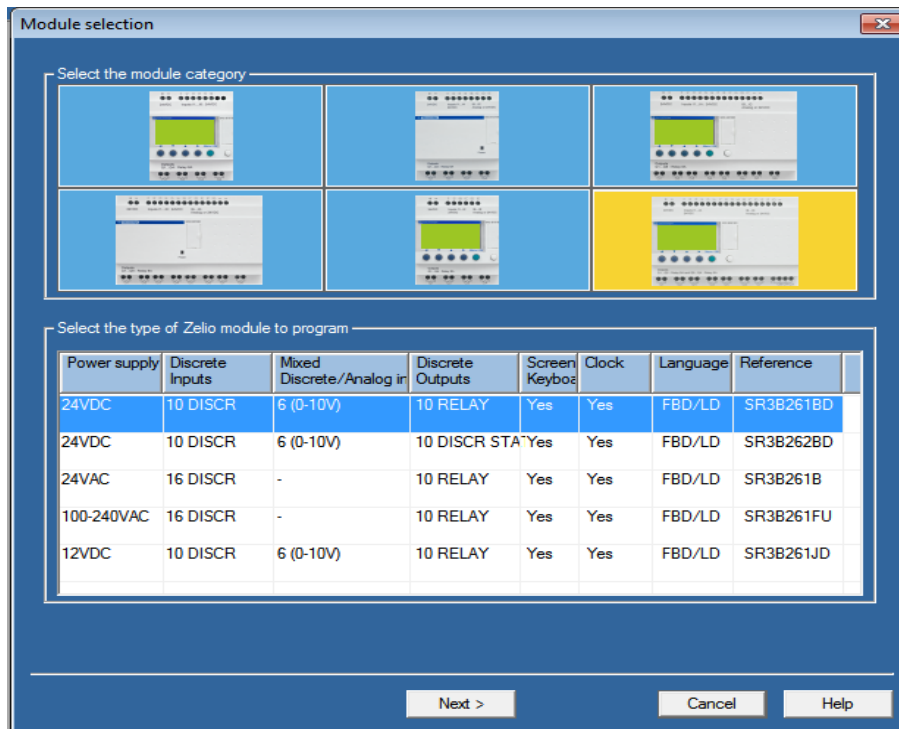 Module selection
Select the module category
Select the type of Zelio module to program
Power supply Discrete Inputs Mixed Discrete/Analog in Discrete Outputs Screen Keyboa Clock Language Reference
24VDC 10 DISCR 6 (0-10V) 10 RELAY Yes Yes FBD/LD SR3B261BD
24VDC 10 DISCR 6 (0-10V) 10 DISCR STAT Yes Yes FBD/LD SR3B262BD
24VAC 16 DISCR - 10 RELAY Yes Yes FBD/LD SR3B261B
100-240VAC 16 DISCR - 10 RELAY Yes Yes FBD/LD SR3B261FU
12VDC 10 DISCR 6 (0-10V) 10 RELAY Yes Yes FBD/LD SR3B261JD
Next > Cancel Help